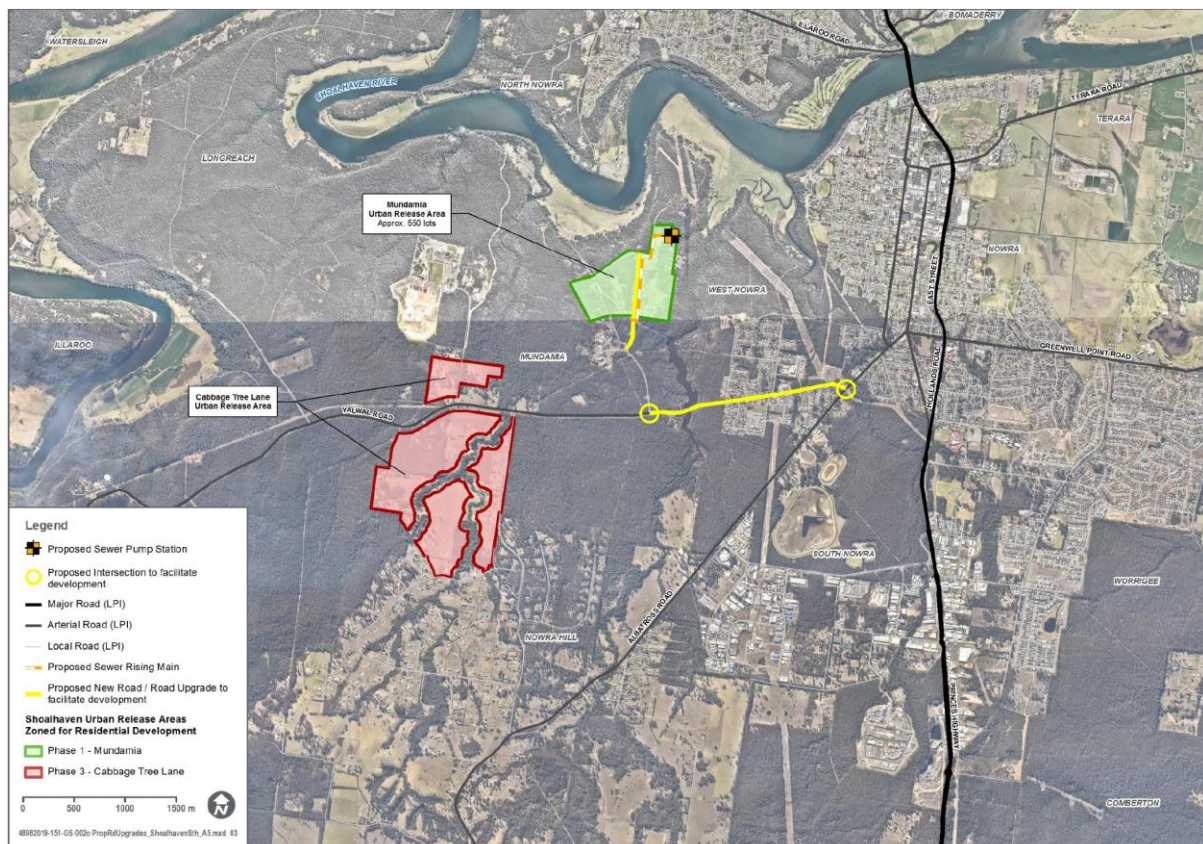 WATERSLEIGH
ILLAROO ROAD
BOMADERRY
SHOALHAVEN RIVER
NORTH NOWRA
TERARA ROAD
TERARA
LONGREACH
Mundamia
Urban Release Area
Approx. 550 lots
NOWRA
EAST STREET
WEST NOWRA
ILLAROO
MUNDAMIA
GREENWELL POINT ROAD
Cabbage Tree Lane
Urban Release Area
YALWAL ROAD
HOLLANDS ROAD
SOUTH NOWRA
WORRIGEE
ALBATROSS ROAD
NOWRA HILL
PRINCES HIGHWAY
COMBERTON
Legend
Proposed Sewer Pump Station
Proposed Intersection to facilitate
development
Major Road (LPI)
Arterial Road (LPI)
Local Road (LPI)
Proposed Sewer Rising Main
Proposed New Road / Road Upgrade to
facilitate development
Shoalhaven Urban Release Areas
Zoned for Residential Development
Phase 1 - Mundamia
Phase 3 - Cabbage Tree Lane
0 500 1000 1500 m
N